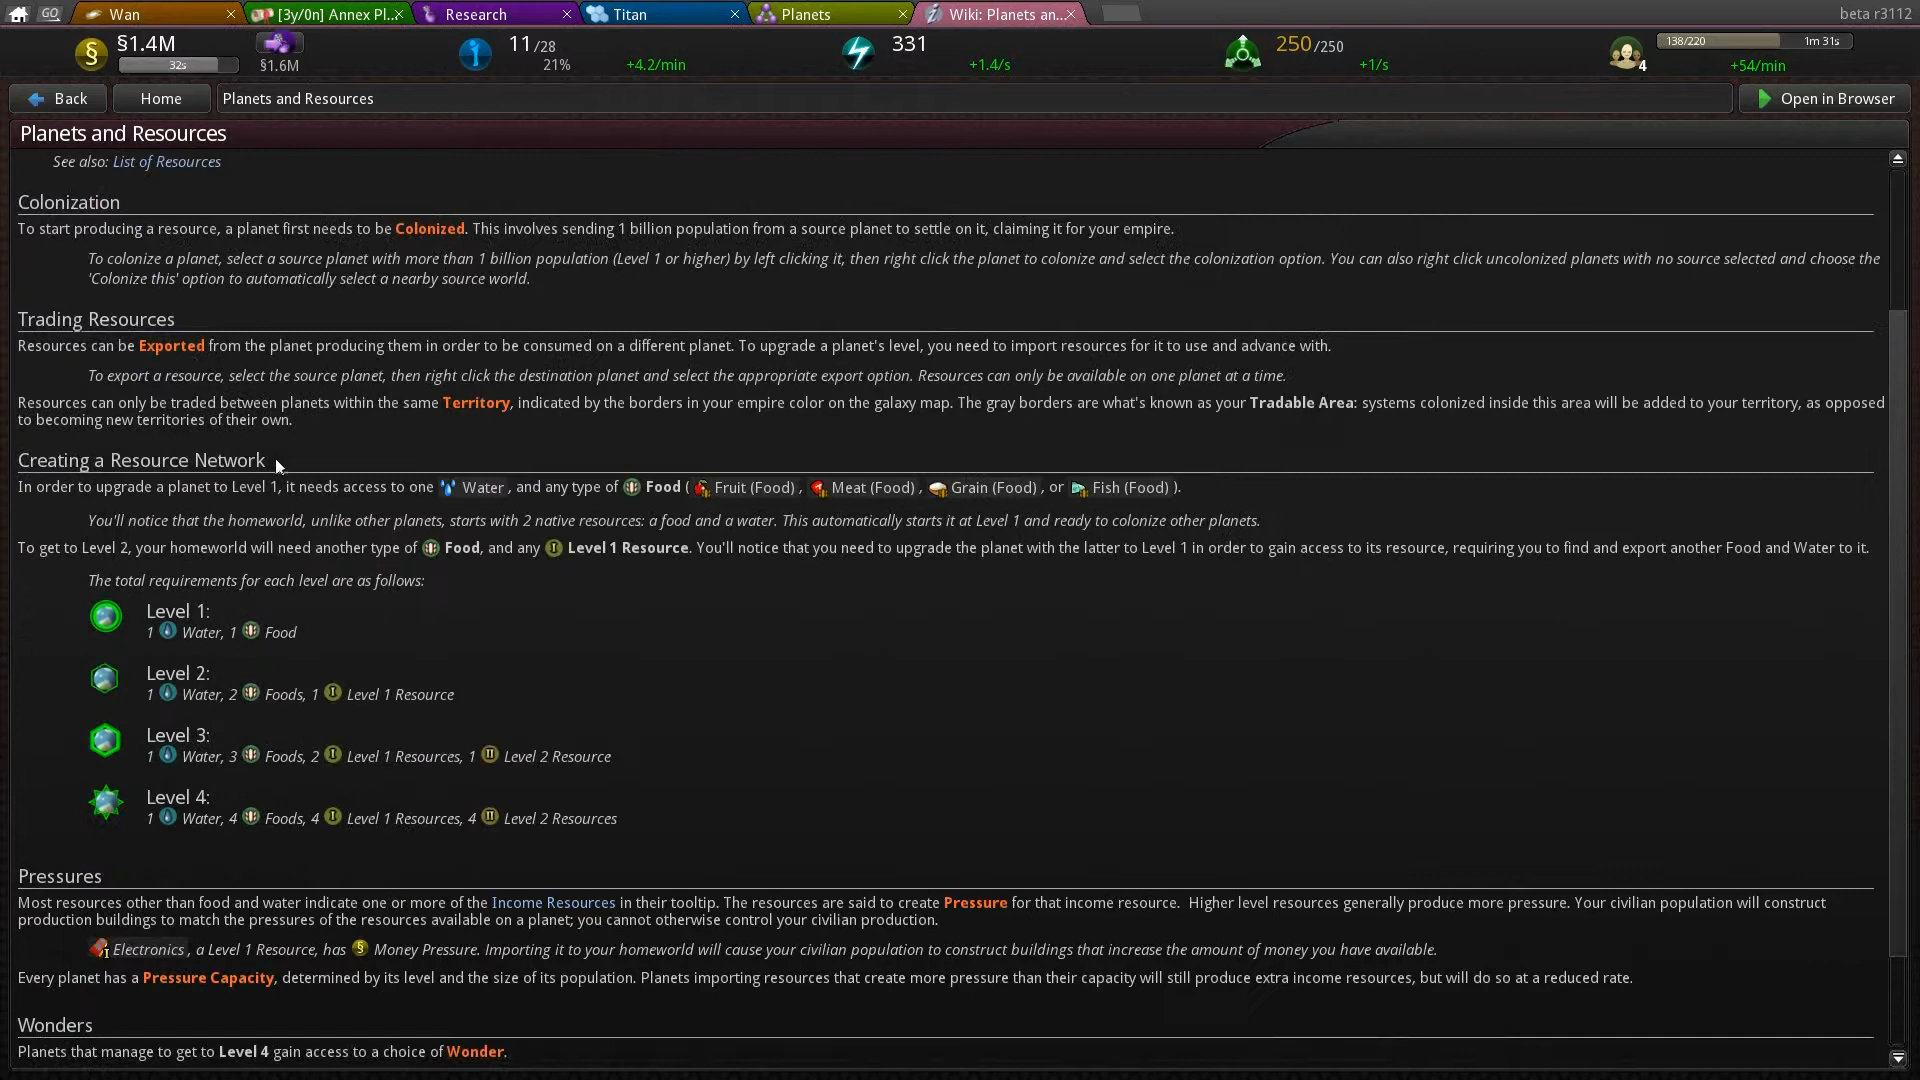 GO Wan × [3y/0n] Annex Pl..× Research × Titan × Planets × Wiki: Planets an...× beta r3112
§1.4M 11/28 331 250/250 138/220 1m 31s
32s §1.6M 21% +4.2/min +1.4/s +1/s 4 +54/min
Back Home Planets and Resources Open in Browser
Planets and Resources
See also: List of Resources
Colonization
To start producing a resource, a planet first needs to be Colonized. This involves sending 1 billion population from a source planet to settle on it, claiming it for your empire.
To colonize a planet, select a source planet with more than 1 billion population (Level 1 or higher) by left clicking it, then right click the planet to colonize and select the colonization option. You can also right click uncolonized planets with no source selected and choose the
'Colonize this' option to automatically select a nearby source world.
Trading Resources
Resources can be Exported from the planet producing them in order to be consumed on a different planet. To upgrade a planet's level, you need to import resources for it to use and advance with.
To export a resource, select the source planet, then right click the destination planet and select the appropriate export option. Resources can only be available on one planet at a time.
Resources can only be traded between planets within the same Territory, indicated by the borders in your empire color on the galaxy map. The gray borders are what's known as your Tradable Area: systems colonized inside this area will be added to your territory, as opposed
to becoming new territories of their own.
Creating a Resource Network
In order to upgrade a planet to Level 1, it needs access to one Water , and any type of Food ( Fruit (Food) , Meat (Food) , Grain (Food) , or Fish (Food) ).
You'll notice that the homeworld, unlike other planets, starts with 2 native resources: a food and a water. This automatically starts it at Level 1 and ready to colonize other planets.
To get to Level 2, your homeworld will need another type of Food, and any I Level 1 Resource. You'll notice that you need to upgrade the planet with the latter to Level 1 in order to gain access to its resource, requiring you to find and export another Food and Water to it.
The total requirements for each level are as follows:
Level 1:
1 Water, 1 Food
Level 2:
1 Water, 2 Foods, 1 I Level 1 Resource
Level 3:
1 Water, 3 Foods, 2 I Level 1 Resources, 1 II Level 2 Resource
Level 4:
1 Water, 4 Foods, 4 I Level 1 Resources, 4 II Level 2 Resources
Pressures
Most resources other than food and water indicate one or more of the Income Resources in their tooltip. The resources are said to create Pressure for that income resource. Higher level resources generally produce more pressure. Your civilian population will construct
production buildings to match the pressures of the resources available on a planet; you cannot otherwise control your civilian production.
Electronics , a Level 1 Resource, has § Money Pressure. Importing it to your homeworld will cause your civilian population to construct buildings that increase the amount of money you have available.
Every planet has a Pressure Capacity, determined by its level and the size of its population. Planets importing resources that create more pressure than their capacity will still produce extra income resources, but will do so at a reduced rate.
Wonders
Planets that manage to get to Level 4 gain access to a choice of Wonder.